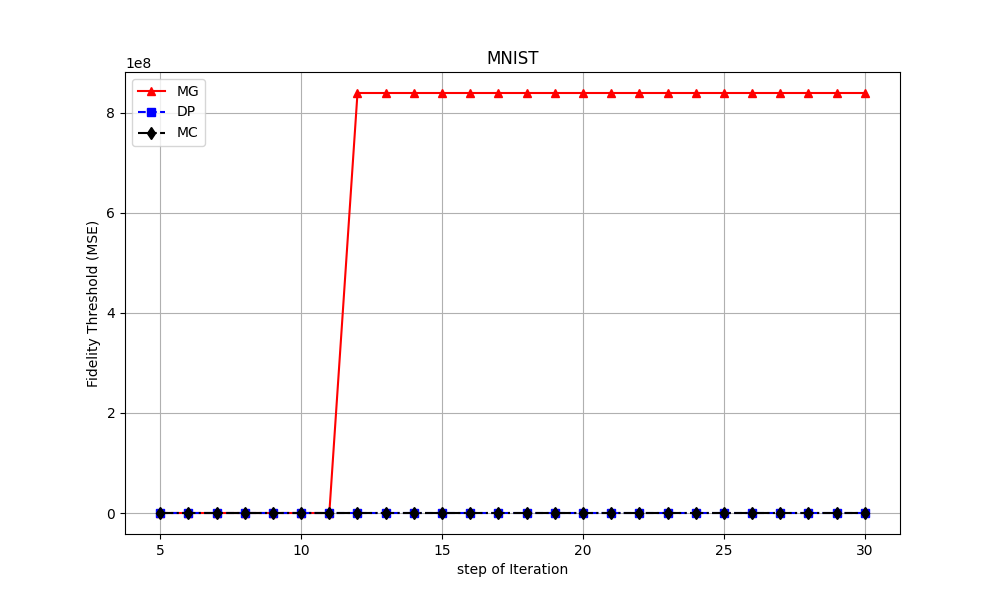 MNIST
1e8
MG
DP
MC
8
6
4
2
0
Fidelity Threshold (MSE)
5 10 15 20 25 30
step of Iteration